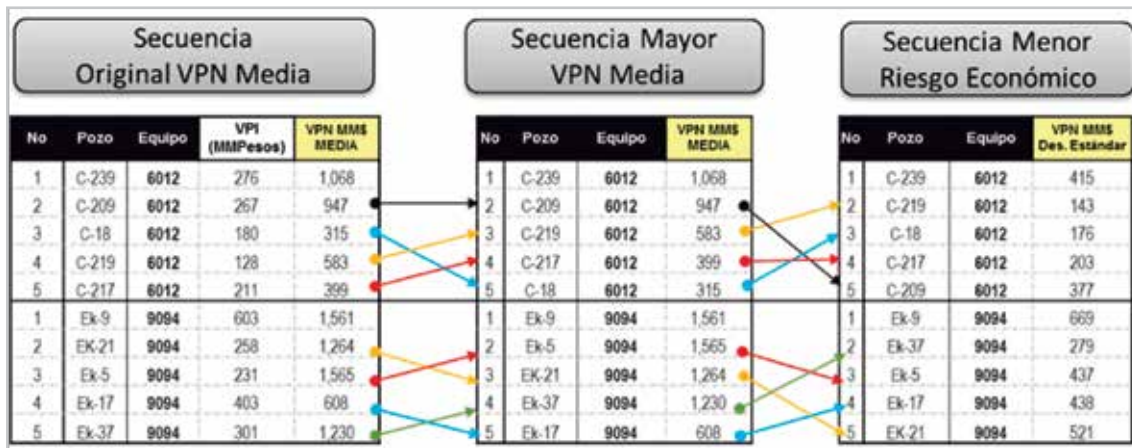 Secuencia
Original VPN Media
Secuencia Mayor
VPN Media
Secuencia Menor
Riesgo Económico
No Pozo Equipo VPI (MMPesos) VPN MM$ MEDIA
1 C-239 6012 276 1,068
2 C-209 6012 267 947
3 C-18 6012 180 315
4 C-219 6012 128 583
5 C-217 6012 211 399
1 Ek-9 9094 603 1,561
2 EK-21 9094 258 1,264
3 Ek-5 9094 231 1,565
4 Ek-17 9094 403 608
5 Ek-37 9094 301 1,230
No Pozo Equipo VPN MM$ MEDIA
1 C-239 6012 1,068
2 C-209 6012 947
3 C-219 6012 583
4 C-217 6012 399
5 C-18 6012 315
1 Ek-9 9094 1,561
2 Ek-5 9094 1,565
3 EK-21 9094 1,264
4 Ek-37 9094 1,230
5 Ek-17 9094 608
No Pozo Equipo VPN MM$ Des. Estándar
1 C-239 6012 415
2 C-219 6012 143
3 C-18 6012 176
4 C-217 6012 203
5 C-209 6012 377
1 Ek-9 9094 669
2 Ek-37 9094 279
3 Ek-5 9094 437
4 Ek-17 9094 438
5 EK-21 9094 521